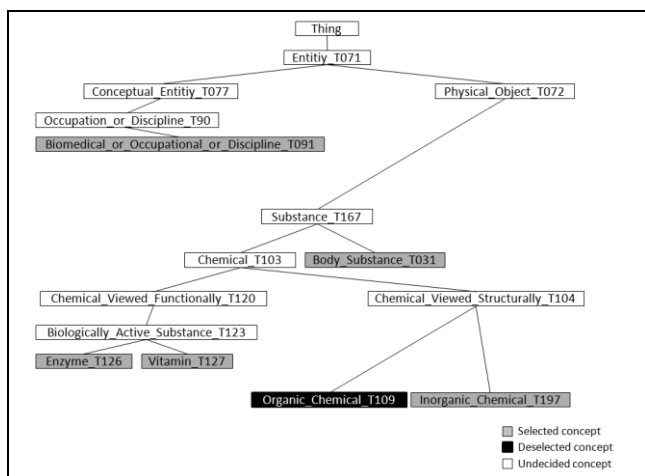 Thing
Entitiy_T071
Conceptual_Entitiy_T077 Physical_Object_T072
Occupation_or_Discipline_T90
Biomedical_or_Occupational_or_Discipline_T091
Substance_T167
Chemical_T103 Body_Substance_T031
Chemical_Viewed_Functionally_T120 Chemical_Viewed_Structurally_T104
Biologically_Active_Substance_T123
Enzyme_T126 Vitamin_T127
Organic_Chemical_T109 Inorganic_Chemical_T197
Selected concept
Deselected concept
Undecided concept